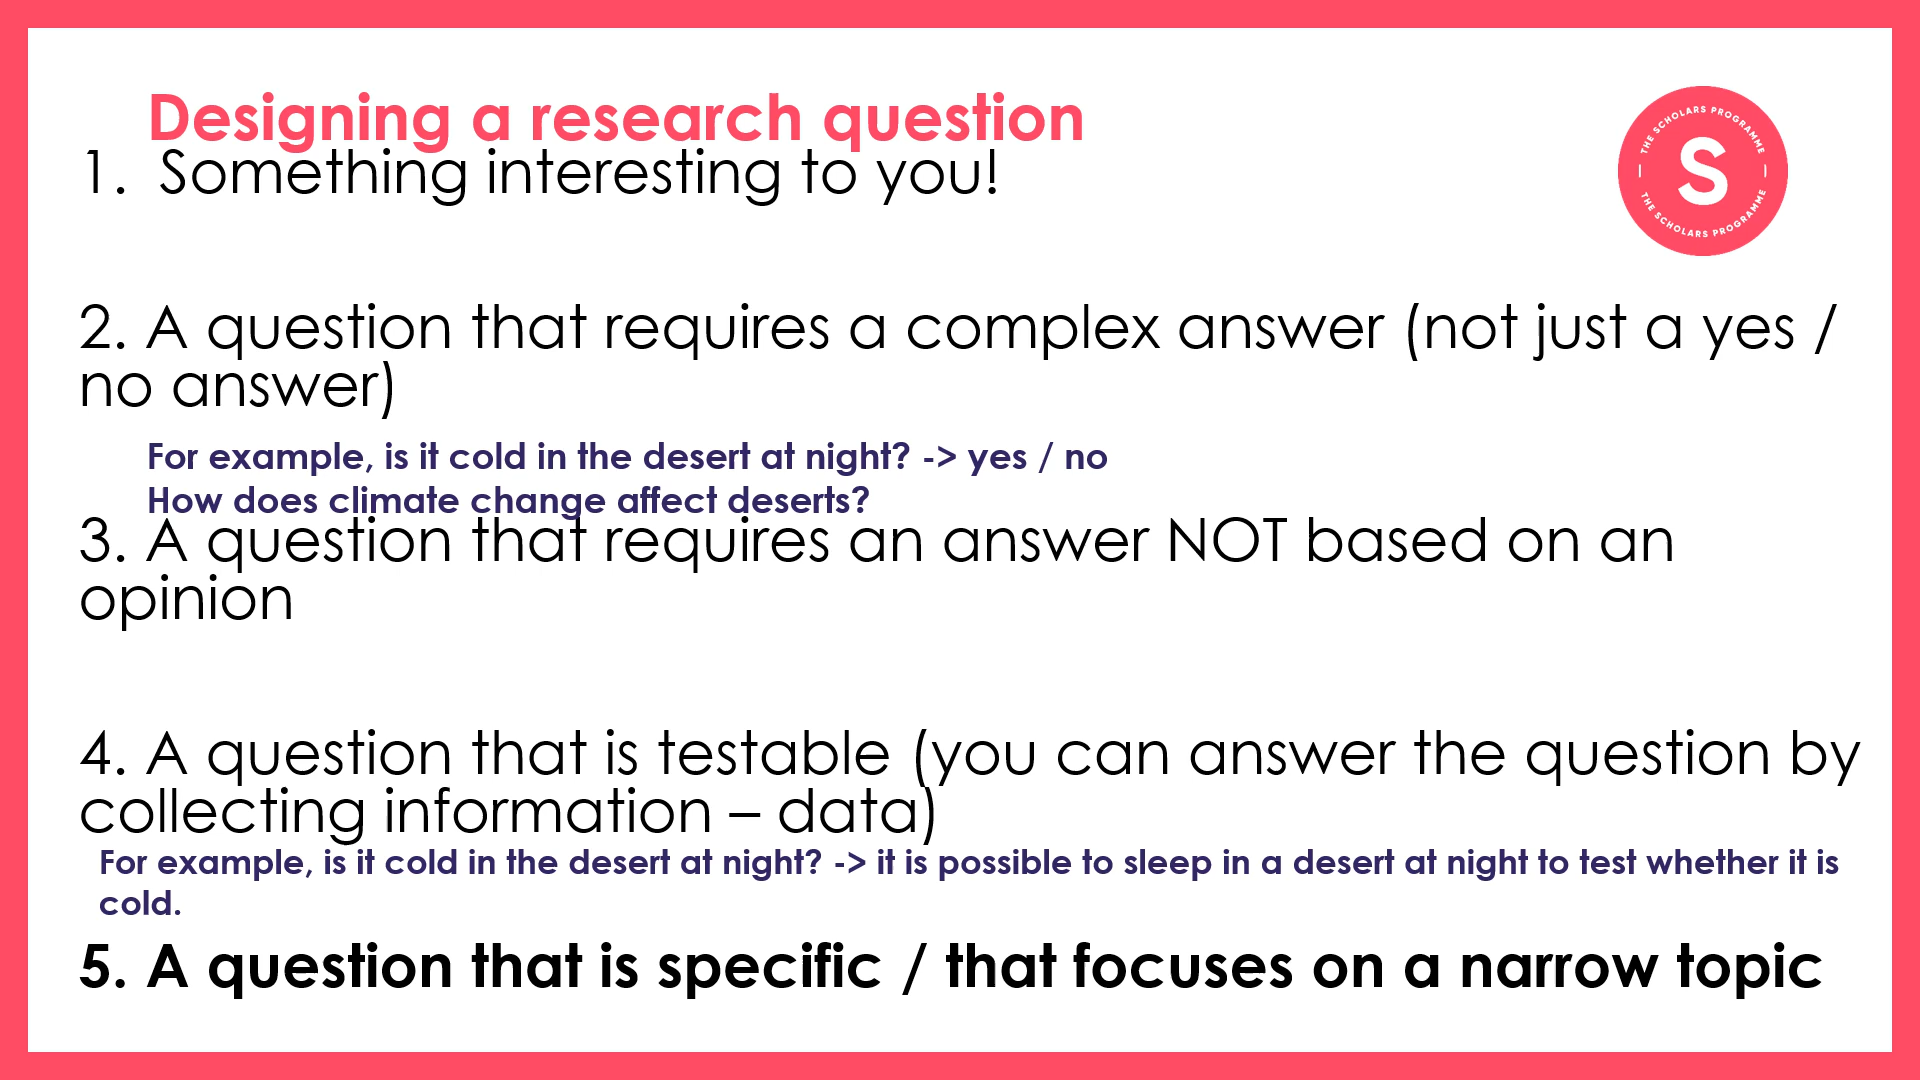 Designing a research question
1. Something interesting to you!
THE SCHOLARS PROGRAMME
S
THE SCHOLARS PROGRAMME
2. A question that requires a complex answer (not just a yes /
no answer)
For example, is it cold in the desert at night? -> yes / no
How does climate change affect deserts?
3. A question that requires an answer NOT based on an
opinion
4. A question that is testable (you can answer the question by
collecting information – data)
For example, is it cold in the desert at night? -> it is possible to sleep in a desert at night to test whether it is
cold.
5. A question that is specific / that focuses on a narrow topic